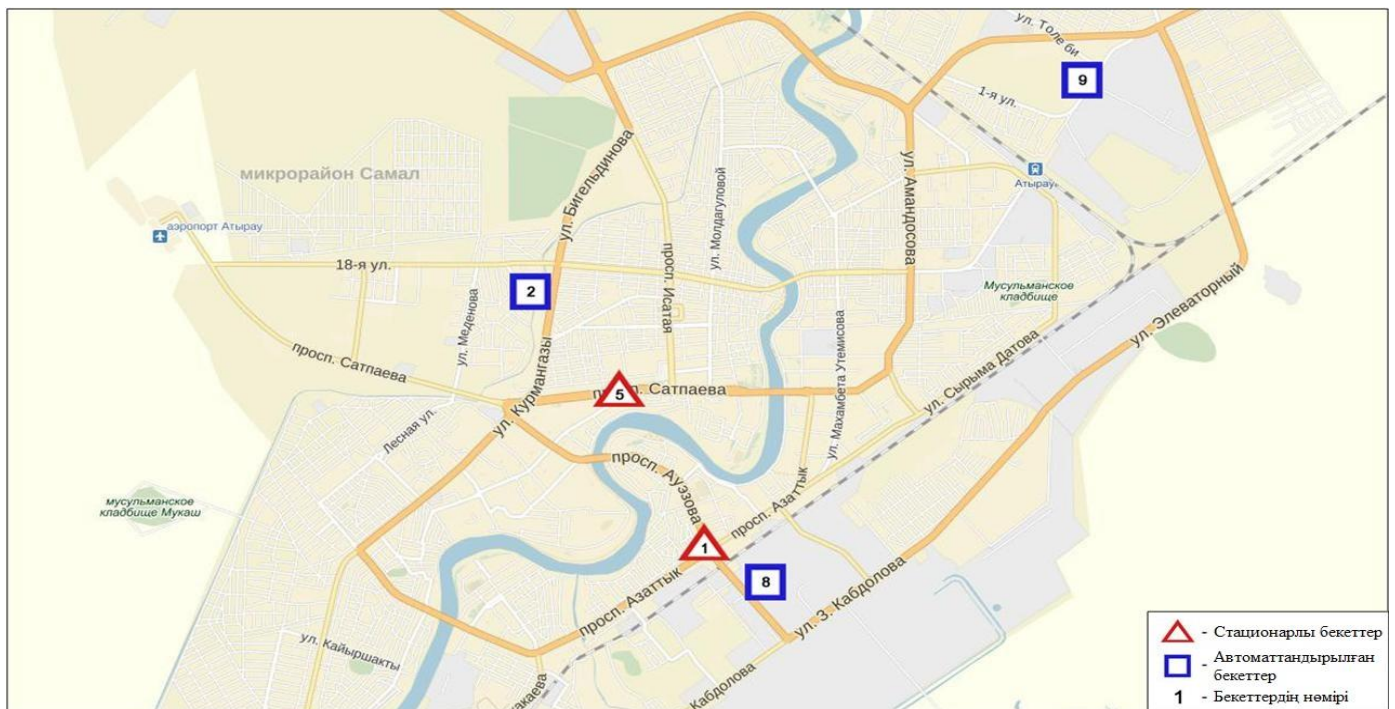 ул. Толе би
9
1-я ул.
ул. Бигельдинова
ул. Амандосова
микрорайон Самал
Атырау
аэропорт Атырау
ул. Молдагуловой
18-я ул.
просп. Исатая
Мусульманское
кладбище
2
ул. Элеваторный
ул. Меденова
ул. Махамбета Утемисова
просп. Сатпаева
ул. Сырыма Датова
5
Сатпаева
ул. Курмангазы
Лесная ул.
просп. Ауэзова
просп. Азаттык
мусульманское
кладбище Мукаш
1
8
просп. Азаттык
ул. З. Кабдолова
ул. Кайыршакты
Кабдолова
- Стационарлы бекеттер
- Автоматтандырылған
бекеттер
1 - Бекеттердің нөмірі